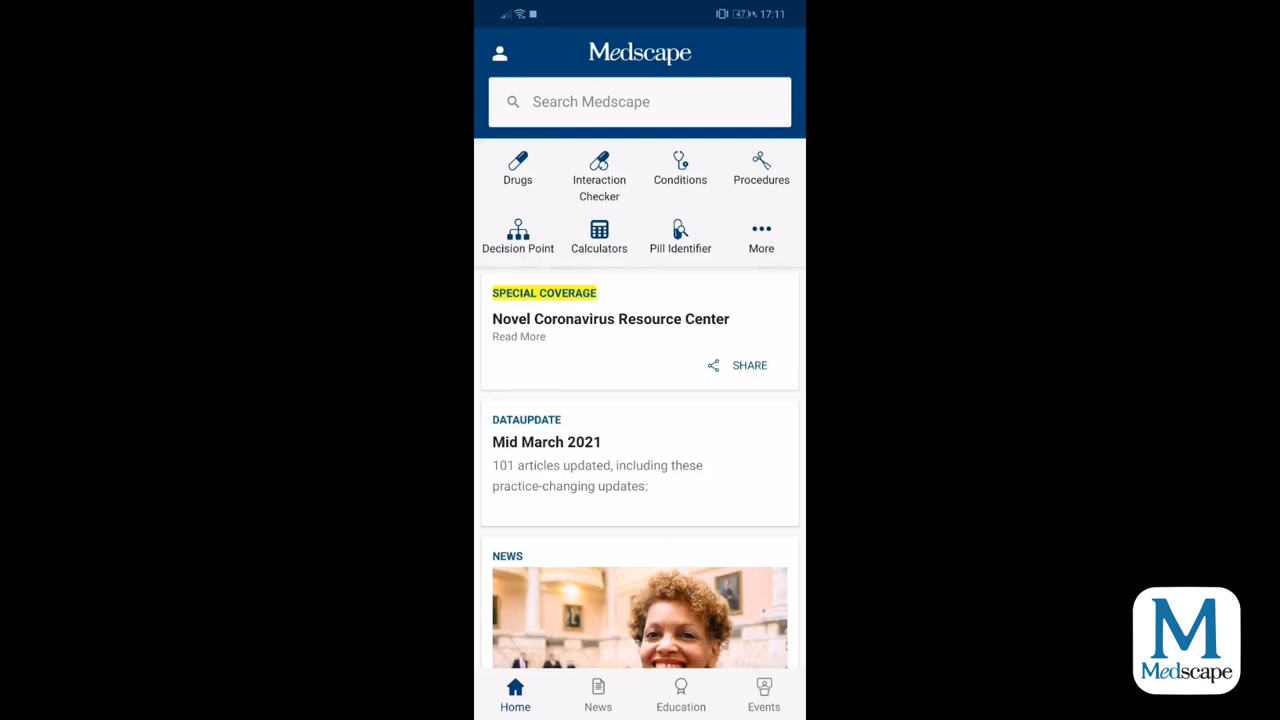 47 17:11
Medscape
Search Medscape
Drugs
Interaction
Checker
Conditions
Procedures
Decision Point
Calculators
Pill Identifier
More
SPECIAL COVERAGE
Novel Coronavirus Resource Center
Read More
SHARE
DATAUPDATE
Mid March 2021
101 articles updated, including these
practice-changing updates:
NEWS
Home
News
Education
Events
M
Medscape